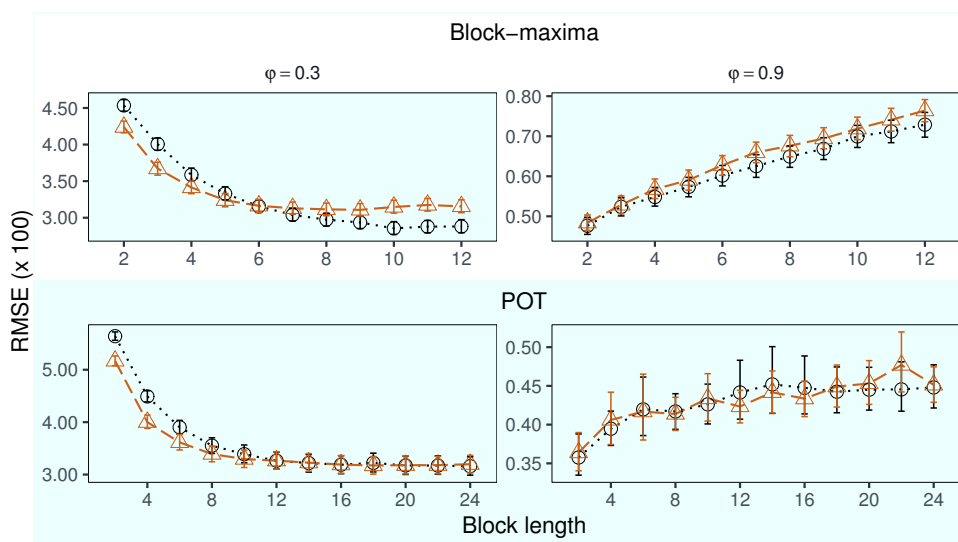 Block−maxima
φ = 0.3
φ = 0.9
RMSE (x 100)
4.50
4.00
3.50
3.00
2 4 6 8 10 12
0.80
0.70
0.60
0.50
2 4 6 8 10 12
POT
5.00
4.00
3.00
4 8 12 16 20 24
0.50
0.45
0.40
0.35
4 8 12 16 20 24
Block length